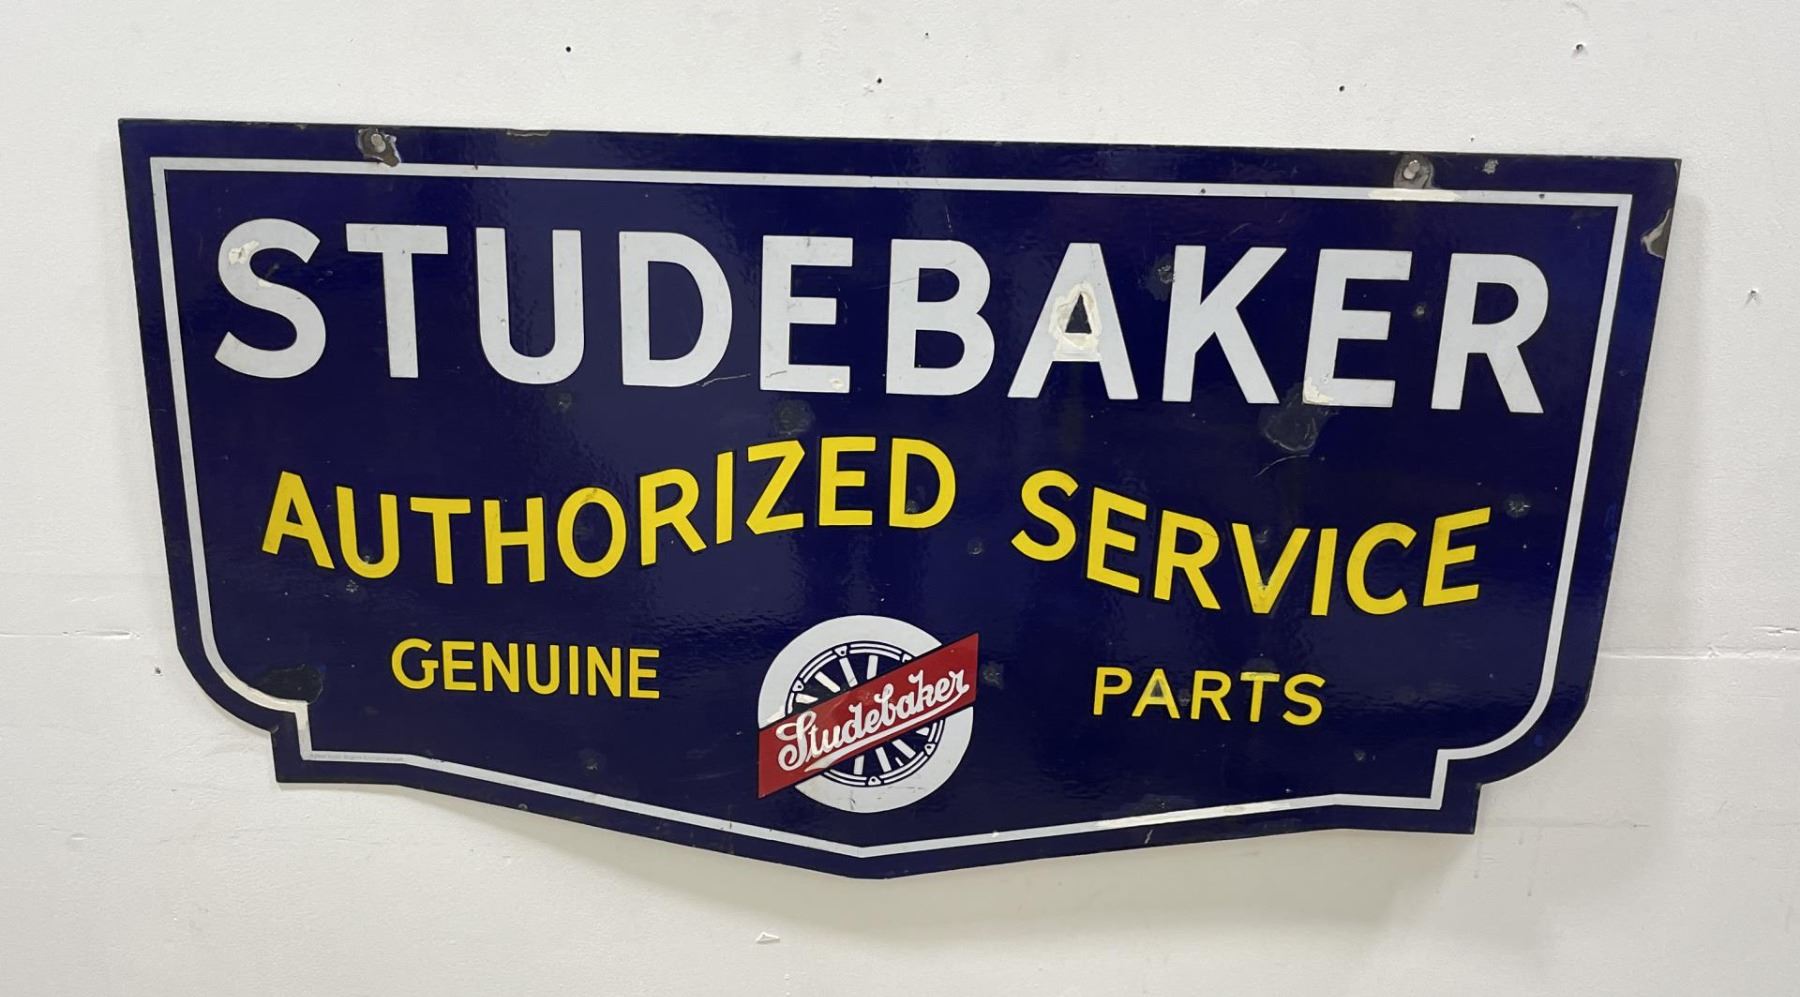 STUDEBAKER
AUTHORIZED SERVICE
GENUINE PARTS
Studebaker